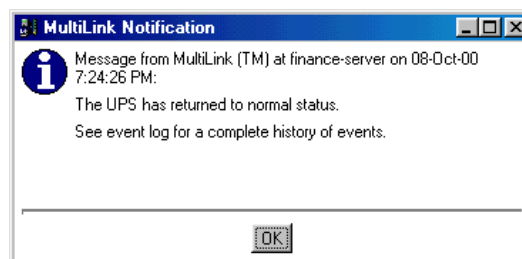 MultiLink Notification
Message from MultiLink (TM) at finance-server on 08-Oct-00
7:24:26 PM:
The UPS has returned to normal status.
See event log for a complete history of events.
OK